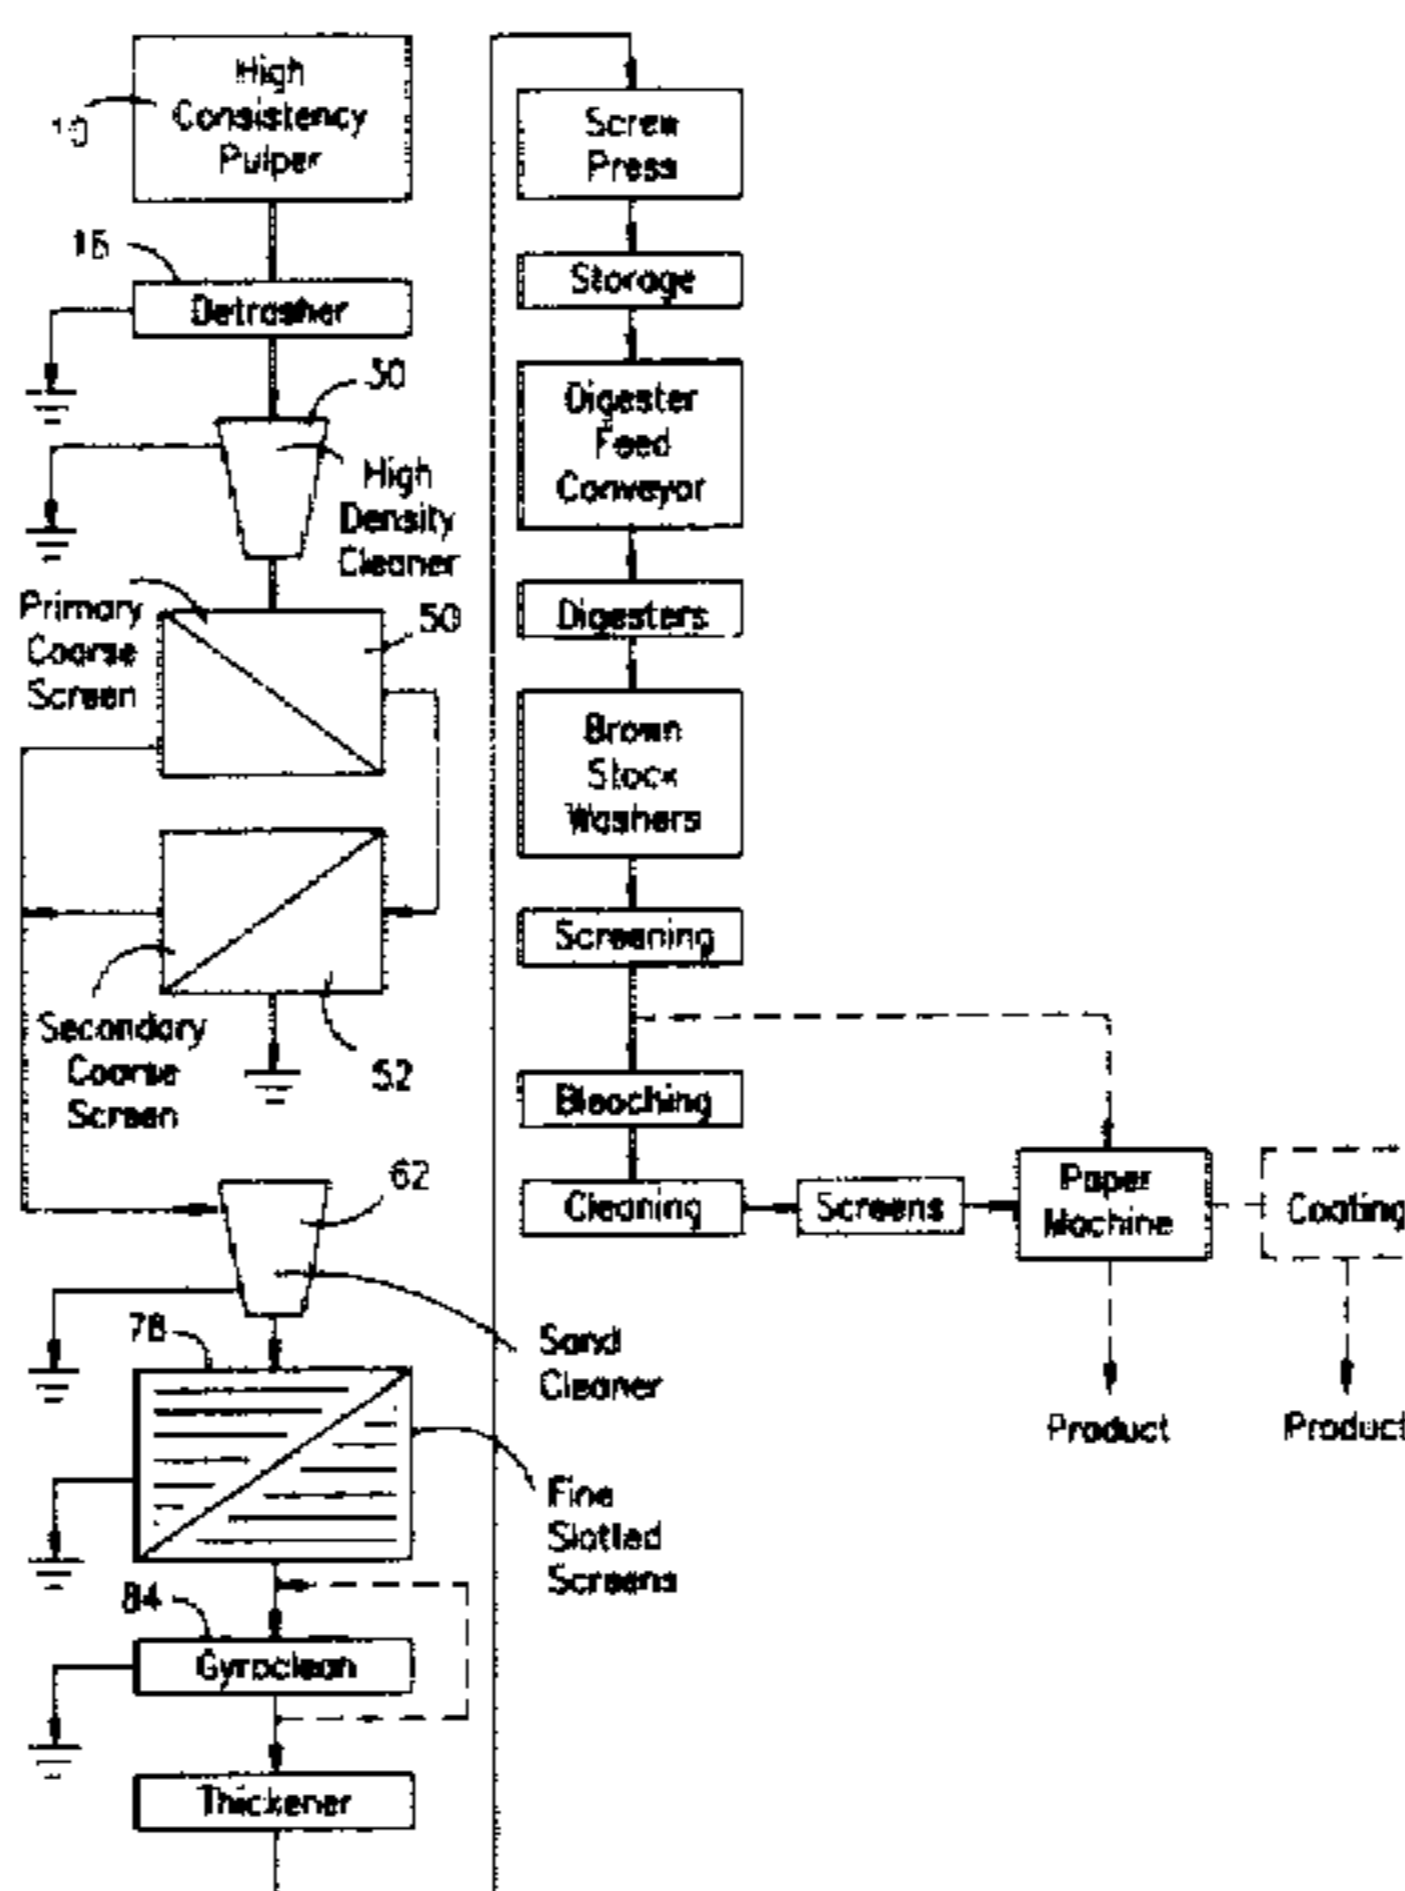 High
Consistency
Pulper
10
16
Detrasher
30
High
Density
Cleaner
Primary
Coarse
Screen
50
Secondary
Coarse
Screen
52
62
78
Sand
Cleaner
Fine
Slotted
Screens
84
Gyroclean
Thickener
Screw
Press
Storage
Digester
Feed
Conveyor
Digesters
Brown
Stock
Washers
Screening
Bleaching
Cleaning
Screens
Paper
Machine
Coating
Product
Product